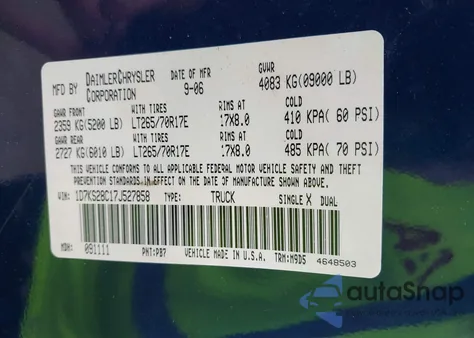 MFD BY DAIMLERCHRYSLER CORPORATION DATE OF MFR 9-06 GVWR 4083 KG(09000 LB)
GAWR FRONT WITH TIRES RIMS AT COLD
2359 KG(5200 LB) LT265/70R17E 17X8.0 410 KPA( 60 PSI)
GAWR REAR WITH TIRES RIMS AT COLD
2727 KG(6010 LB) LT265/70R17E 17X8.0 485 KPA( 70 PSI)
THIS VEHICLE CONFORMS TO ALL APPLICABLE FEDERAL MOTOR VEHICLE SAFETY AND THEFT
PREVENTION STANDARDS IN EFFECT ON THE DATE OF MANUFACTURE SHOWN ABOVE.
VIN: 1D7KS28C17J527858 TYPE: TRUCK SINGLE X DUAL
MDH: 091111 PNT:PB7 VEHICLE MADE IN U.S.A. TRM:M9D5
4648503
autoSnap